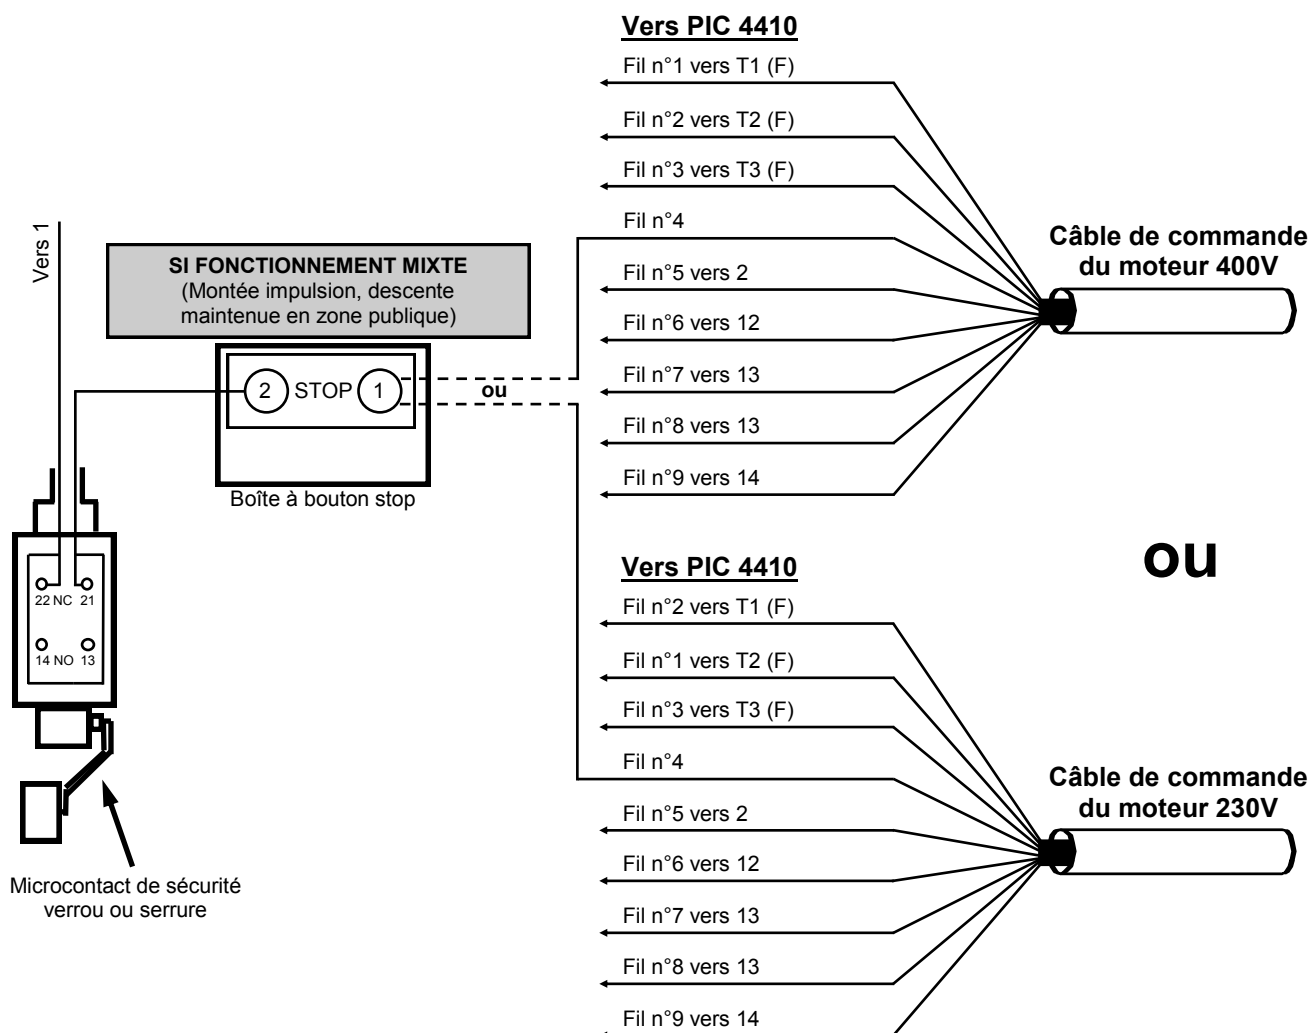 Vers PIC 4410
Fil n°1 vers T1 (F)
Fil n°2 vers T2 (F)
Fil n°3 vers T3 (F)
Fil n°4
Fil n°5 vers 2
Fil n°6 vers 12
Fil n°7 vers 13
Fil n°8 vers 13
Fil n°9 vers 14
Câble de commande
du moteur 400V
Vers 1
SI FONCTIONNEMENT MIXTE
(Montée impulsion, descente
maintenue en zone publique)
2 STOP 1
ou
Boîte à bouton stop
22 NC 21
14 NO 13
Microcontact de sécurité
verrou ou serrure
ou
Vers PIC 4410
Fil n°2 vers T1 (F)
Fil n°1 vers T2 (F)
Fil n°3 vers T3 (F)
Fil n°4
Fil n°5 vers 2
Fil n°6 vers 12
Fil n°7 vers 13
Fil n°8 vers 13
Fil n°9 vers 14
Câble de commande
du moteur 230V